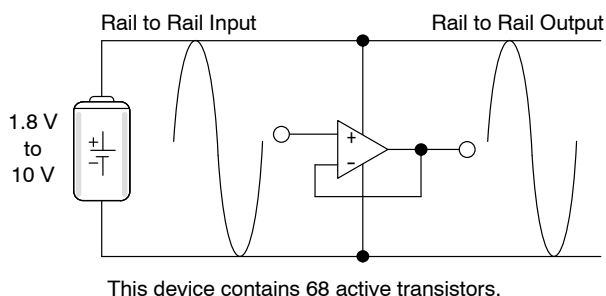 Rail to Rail Input
Rail to Rail Output
1.8 V
to
10 V
+
−
+
-
This device contains 68 active transistors.